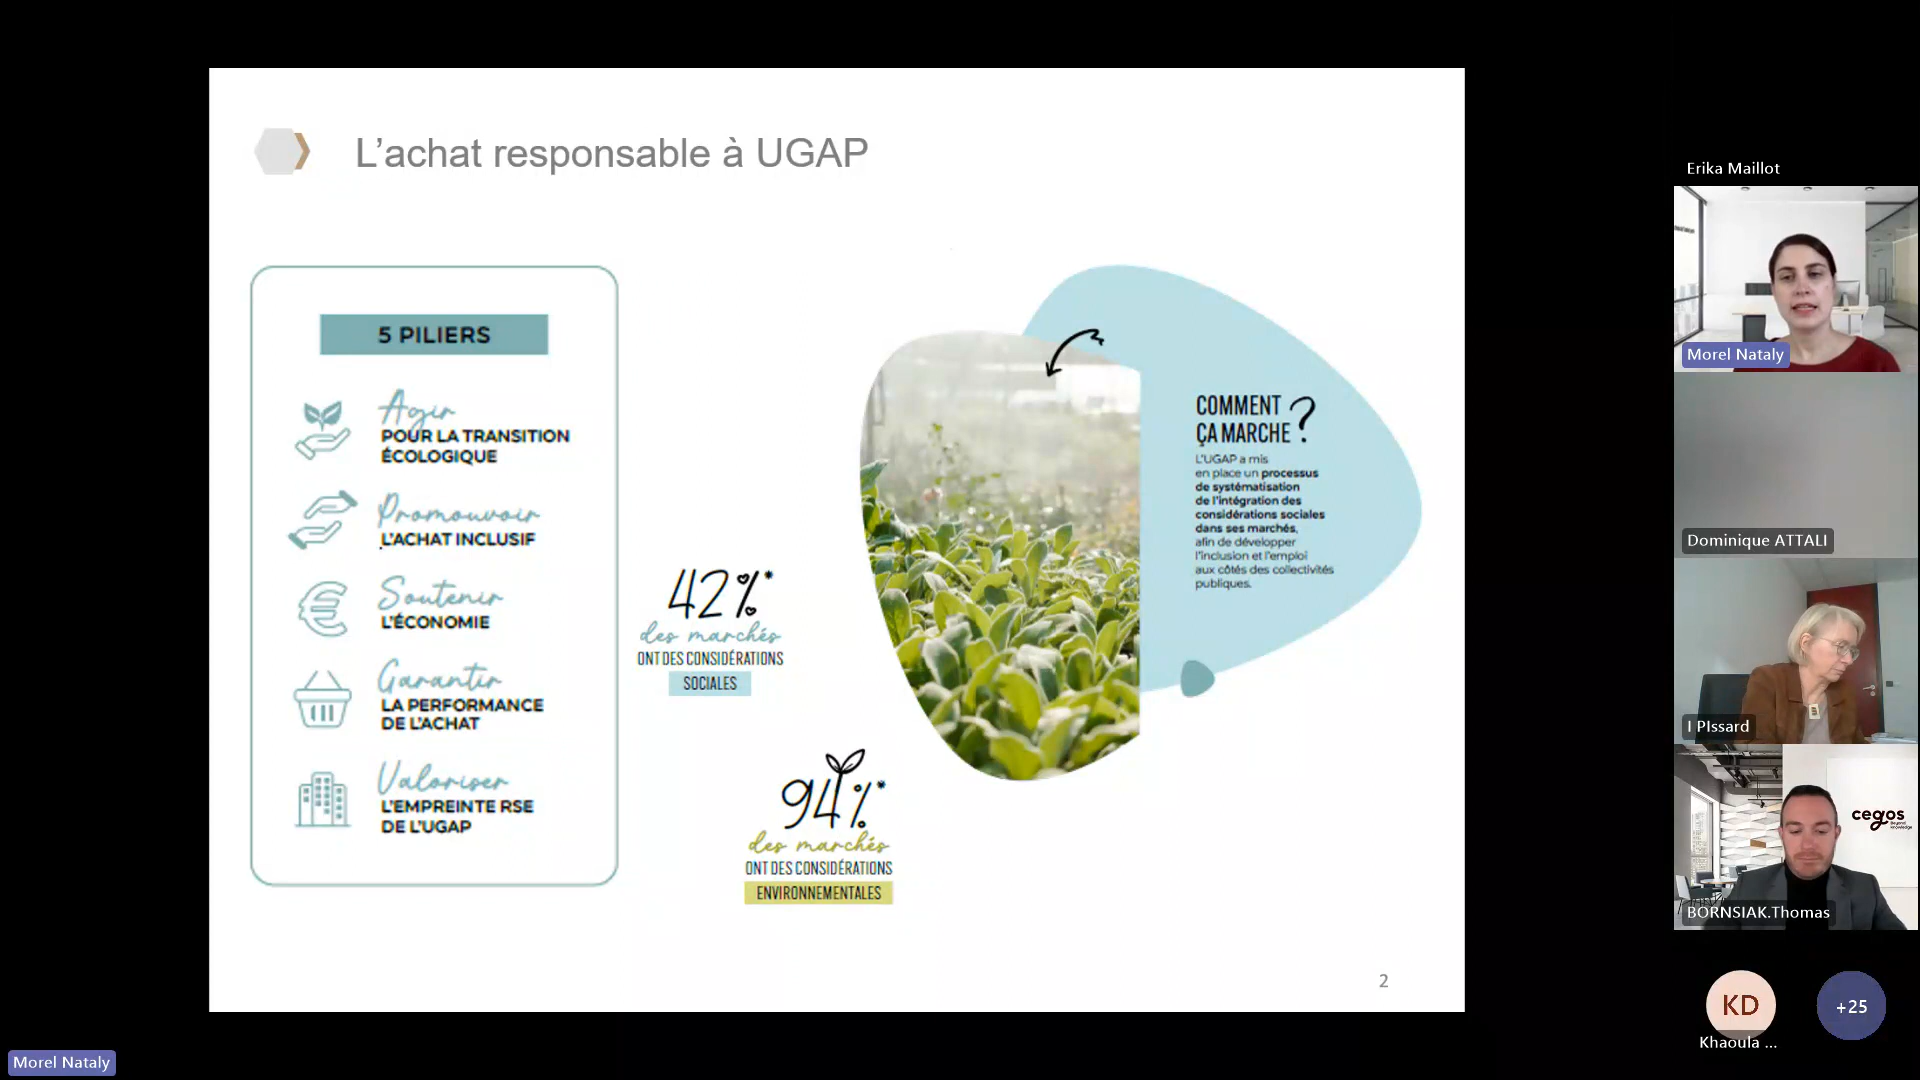 L'achat responsable à UGAP
5 PILIERS
Agir
POUR LA TRANSITION
ÉCOLOGIQUE
Promouvoir
L'ACHAT INCLUSIF
Soutenir
L'ÉCONOMIE
Garantir
LA PERFORMANCE
DE L'ACHAT
Valoriser
L'EMPREINTE RSE
DE L'UGAP
42%*
des marchés
ONT DES CONSIDÉRATIONS
SOCIALES
94%*
des marchés
ONT DES CONSIDÉRATIONS
ENVIRONNEMENTALES
COMMENT
ÇA MARCHE ?
L'UGAP a mis
en place un processus
de systématisation
de l'intégration des
considérations sociales
dans ses marchés,
afin de développer
l'inclusion et l'emploi
aux côtés des collectivités
publiques.
2
Erika Maillot
Morel Nataly
Dominique ATTALI
I PIssard
cegos
BORNSIAK.Thomas
KD
+25
Khaoula ...
Morel Nataly